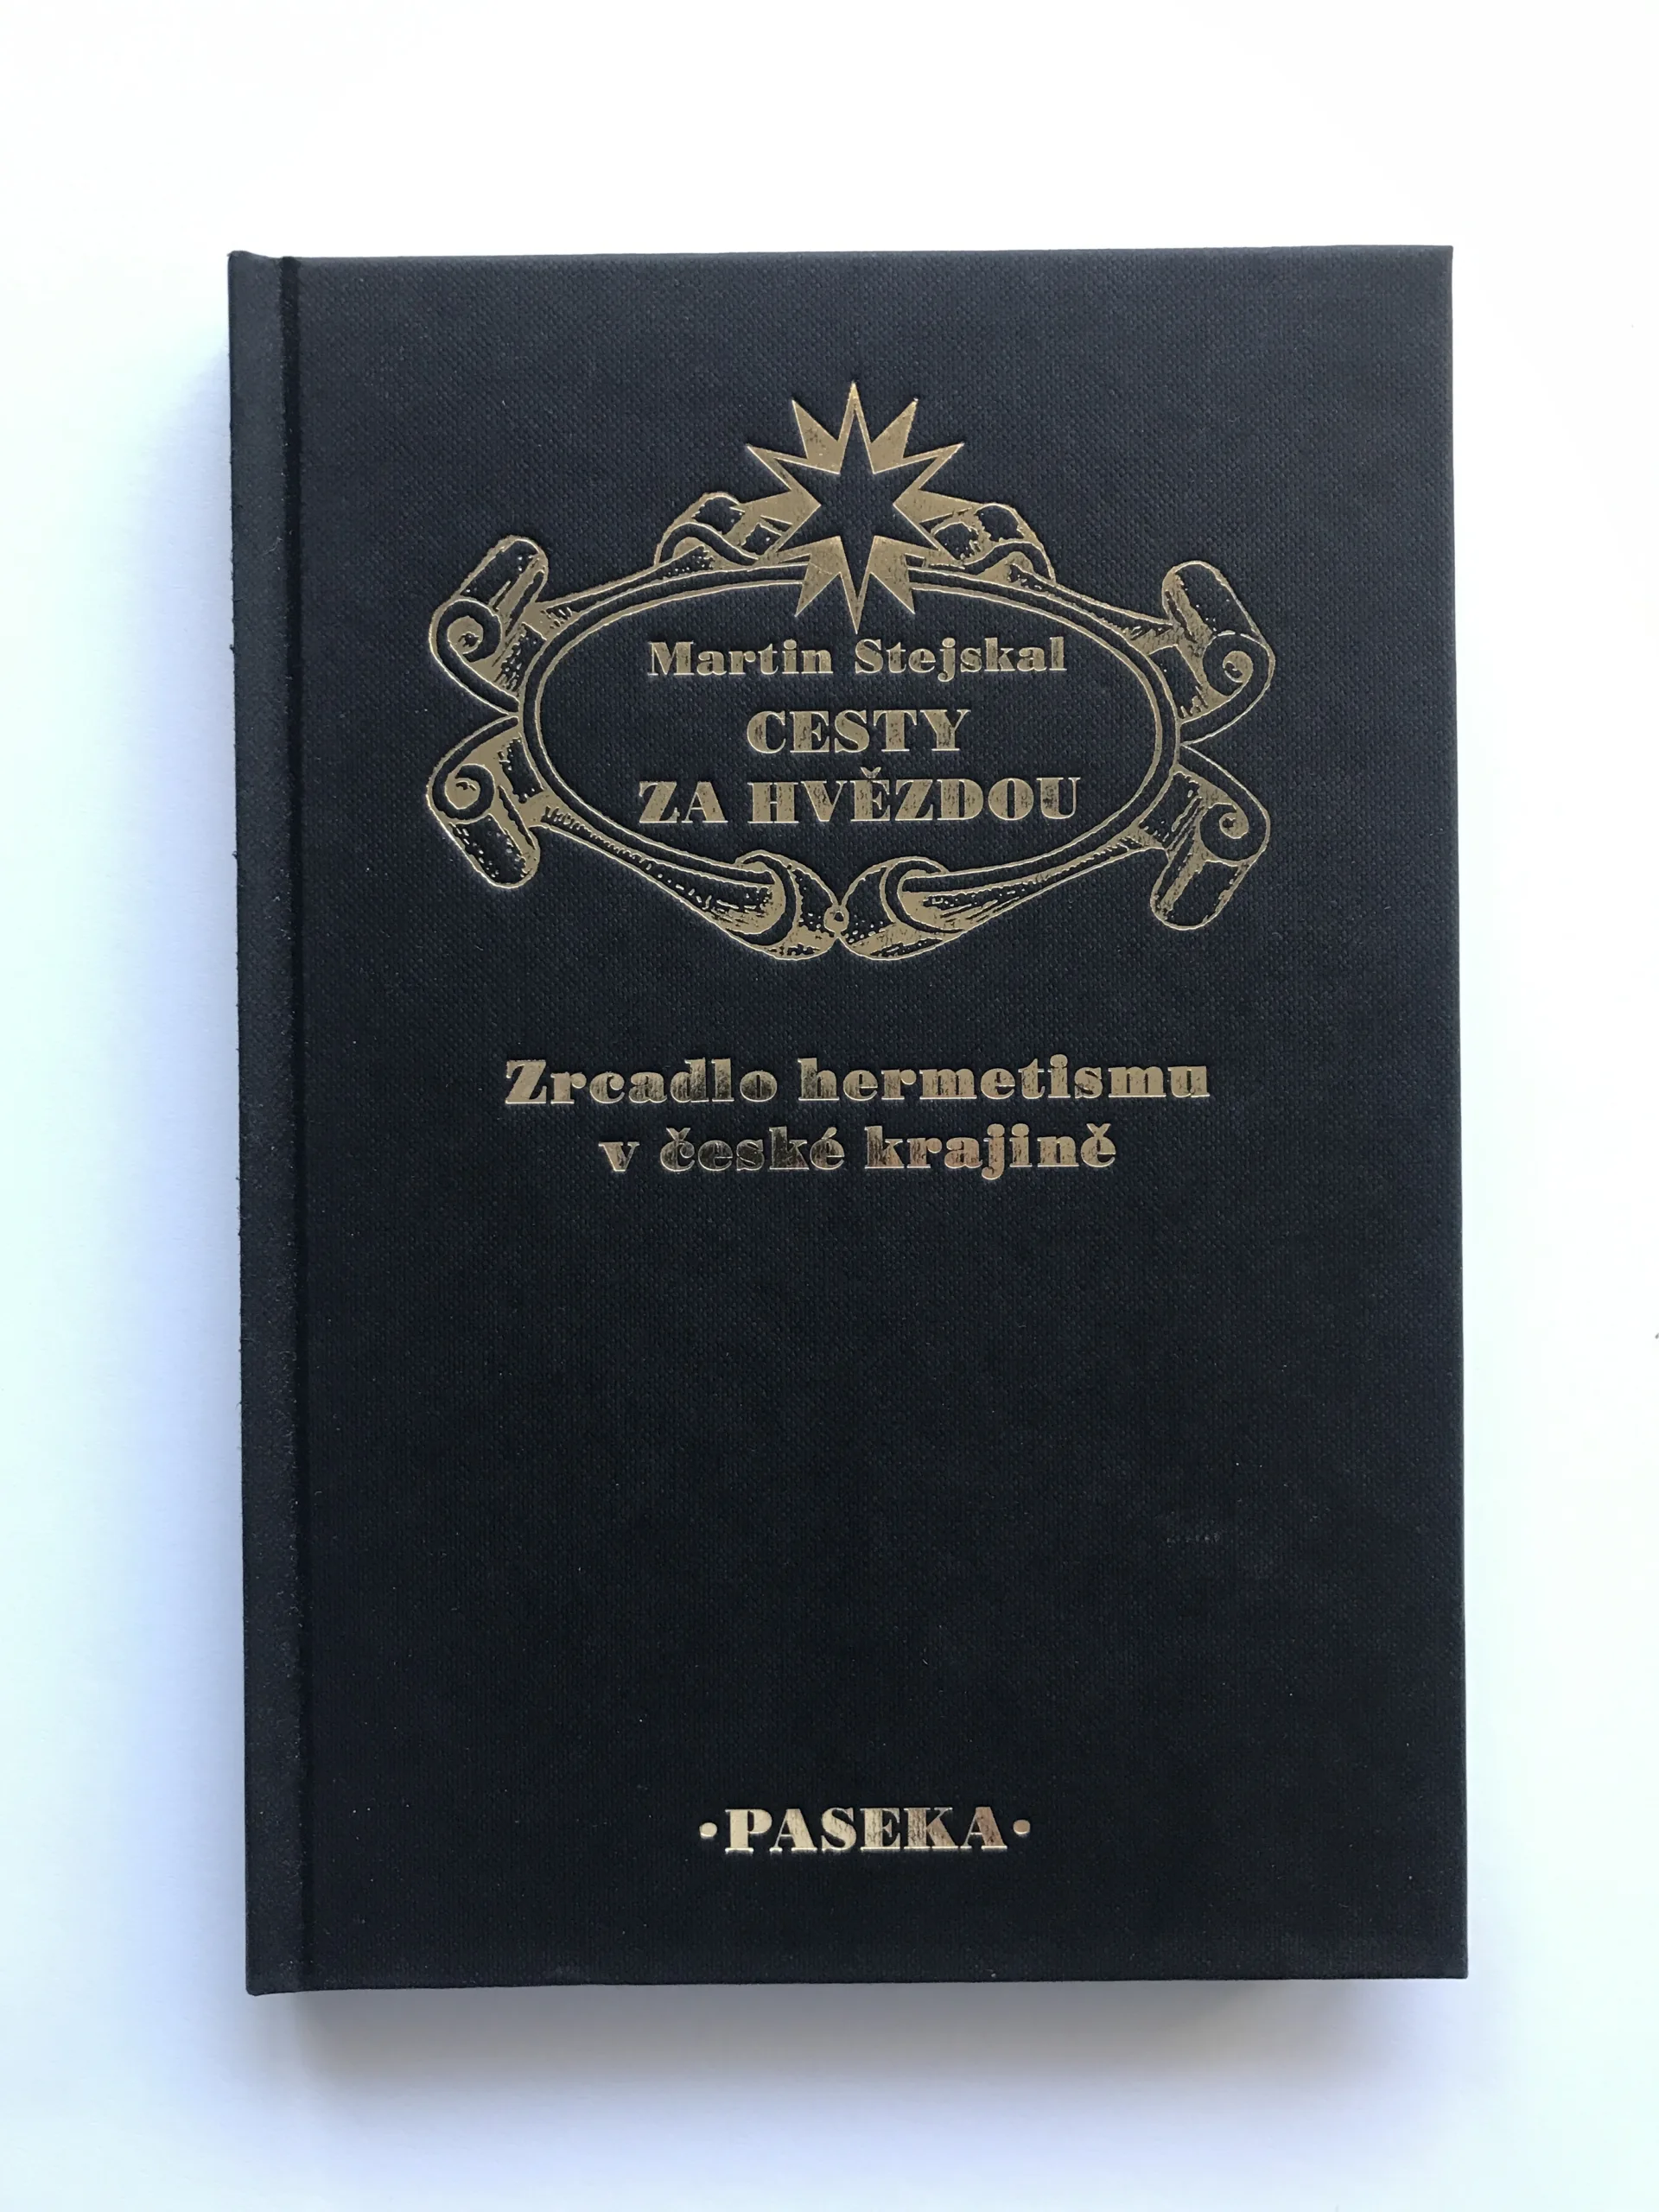 Martin Stejskal
CESTY
ZA HVĚZDOU
Zrcadlo hermetismu
v české krajině
·PASEKA·